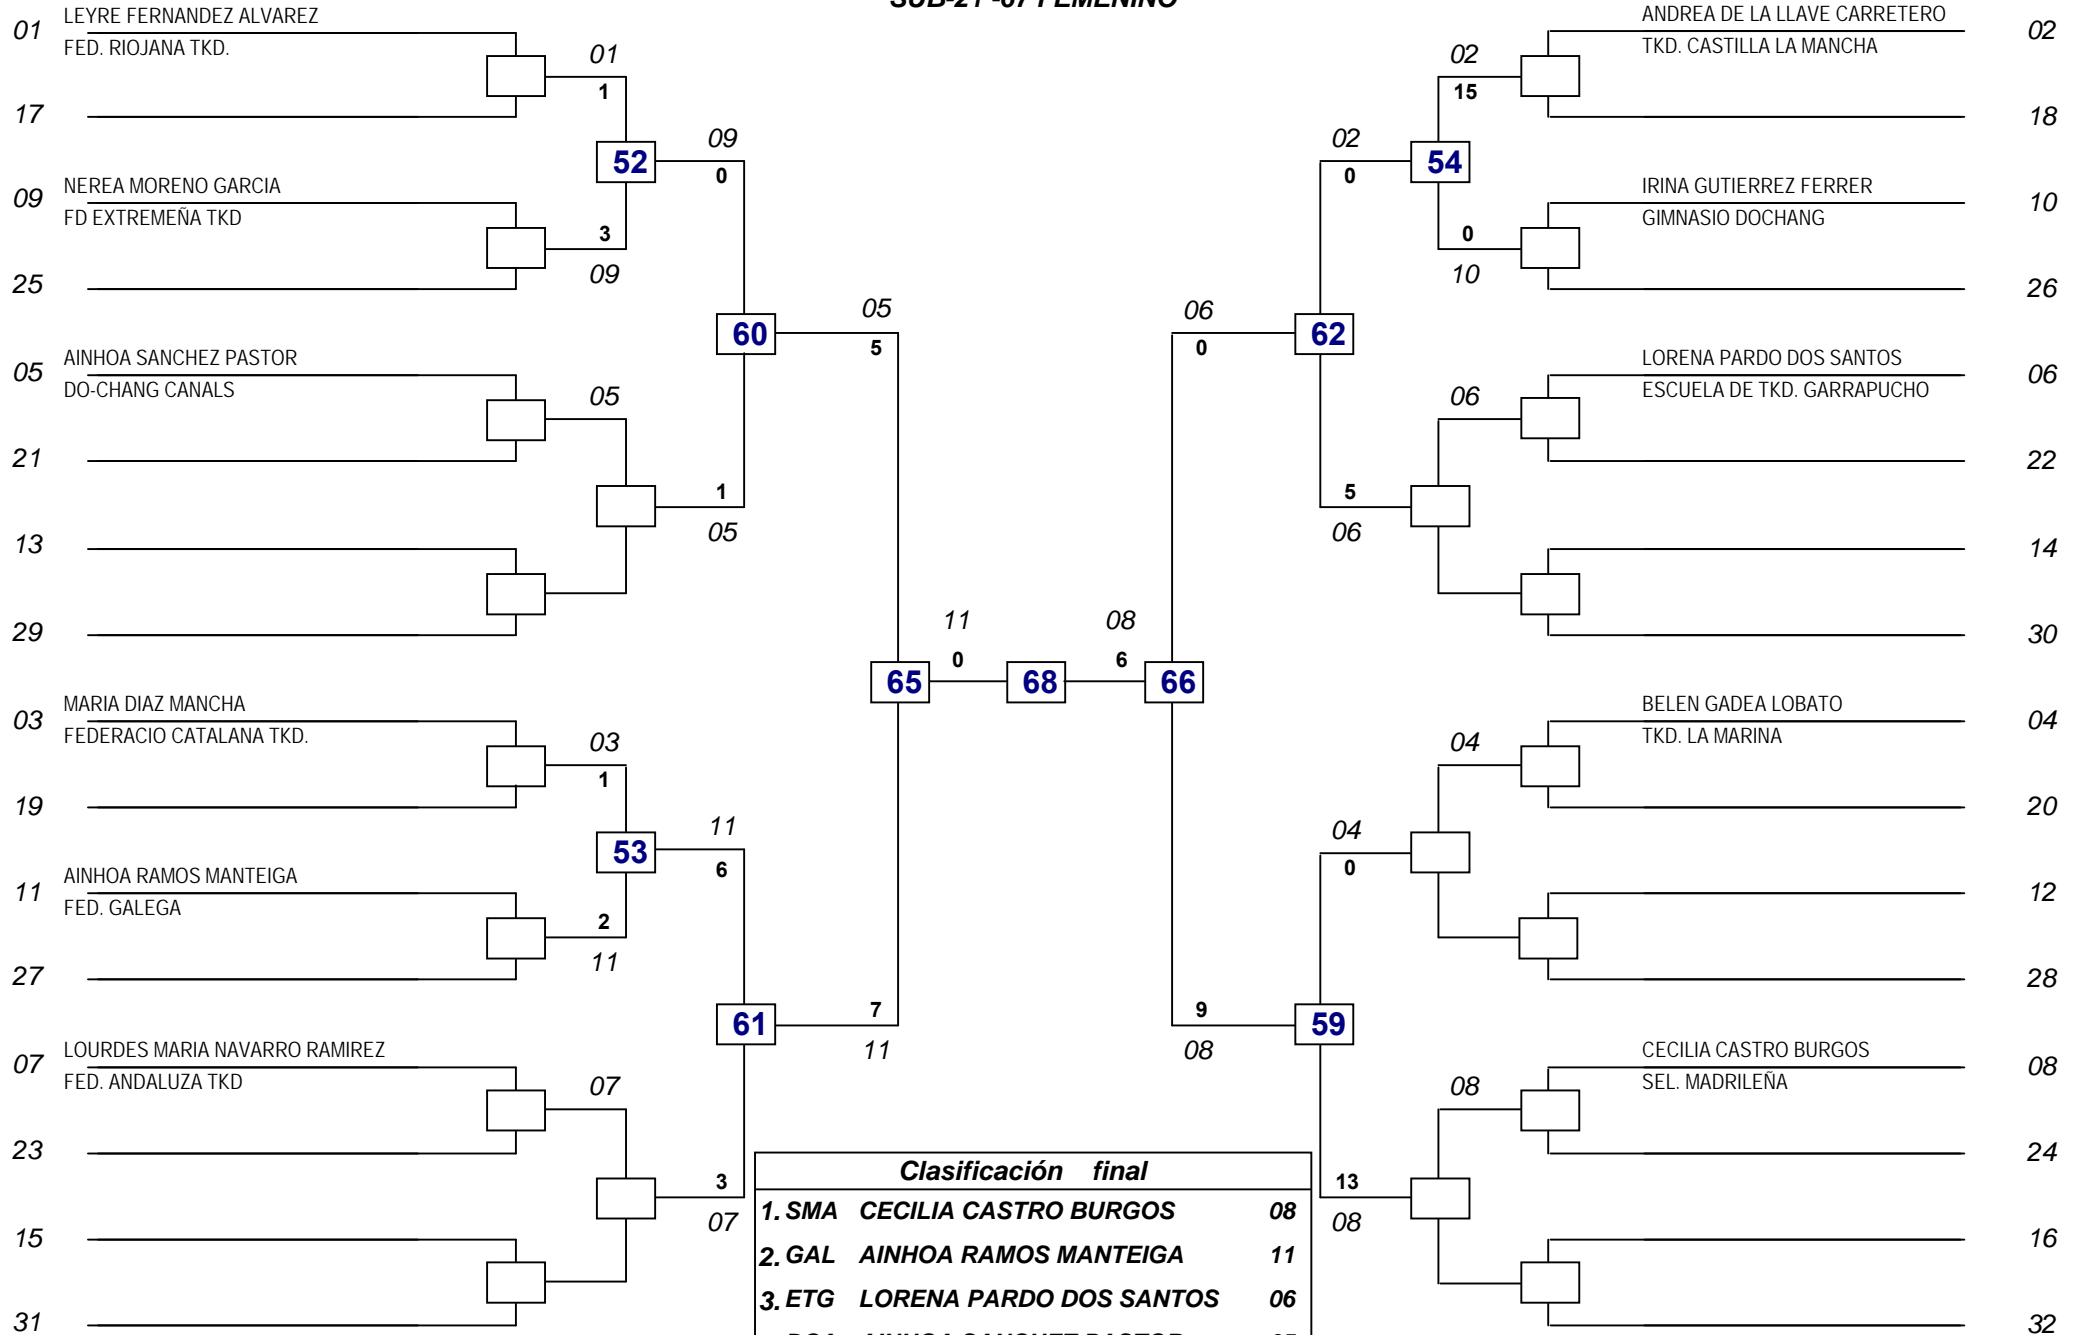 SUB-21 -67 FEMENINO
01 LEYRE FERNANDEZ ALVAREZ
FED. RIOJANA TKD.
17
09 NEREA MORENO GARCIA
FD EXTREMEÑA TKD
25
05 AINHOA SANCHEZ PASTOR
DO-CHANG CANALS
21
13
29
03 MARIA DIAZ MANCHA
FEDERACIO CATALANA TKD.
19
11 AINHOA RAMOS MANTEIGA
FED. GALEGA
27
07 LOURDES MARIA NAVARRO RAMIREZ
FED. ANDALUZA TKD
23
15
31
01
1
52
3
09
05
03
1
53
2
11
07
09
0
60
1
05
11
6
61
3
07
05
5
65
7
11
11
0
68
08
6
66
06
0
62
9
08
59
02
0
54
5
06
04
0
13
08
02
15
0
10
06
04
08
ANDREA DE LA LLAVE CARRETERO 02
TKD. CASTILLA LA MANCHA
18
IRINA GUTIERREZ FERRER 10
GIMNASIO DOCHANG
26
LORENA PARDO DOS SANTOS 06
ESCUELA DE TKD. GARRAPUCHO
22
14
30
BELEN GADEA LOBATO 04
TKD. LA MARINA
20
12
28
CECILIA CASTRO BURGOS 08
SEL. MADRILEÑA
24
16
32
Clasificación final
1. SMA CECILIA CASTRO BURGOS 08
2. GAL AINHOA RAMOS MANTEIGA 11
3. ETG LORENA PARDO DOS SANTOS 06